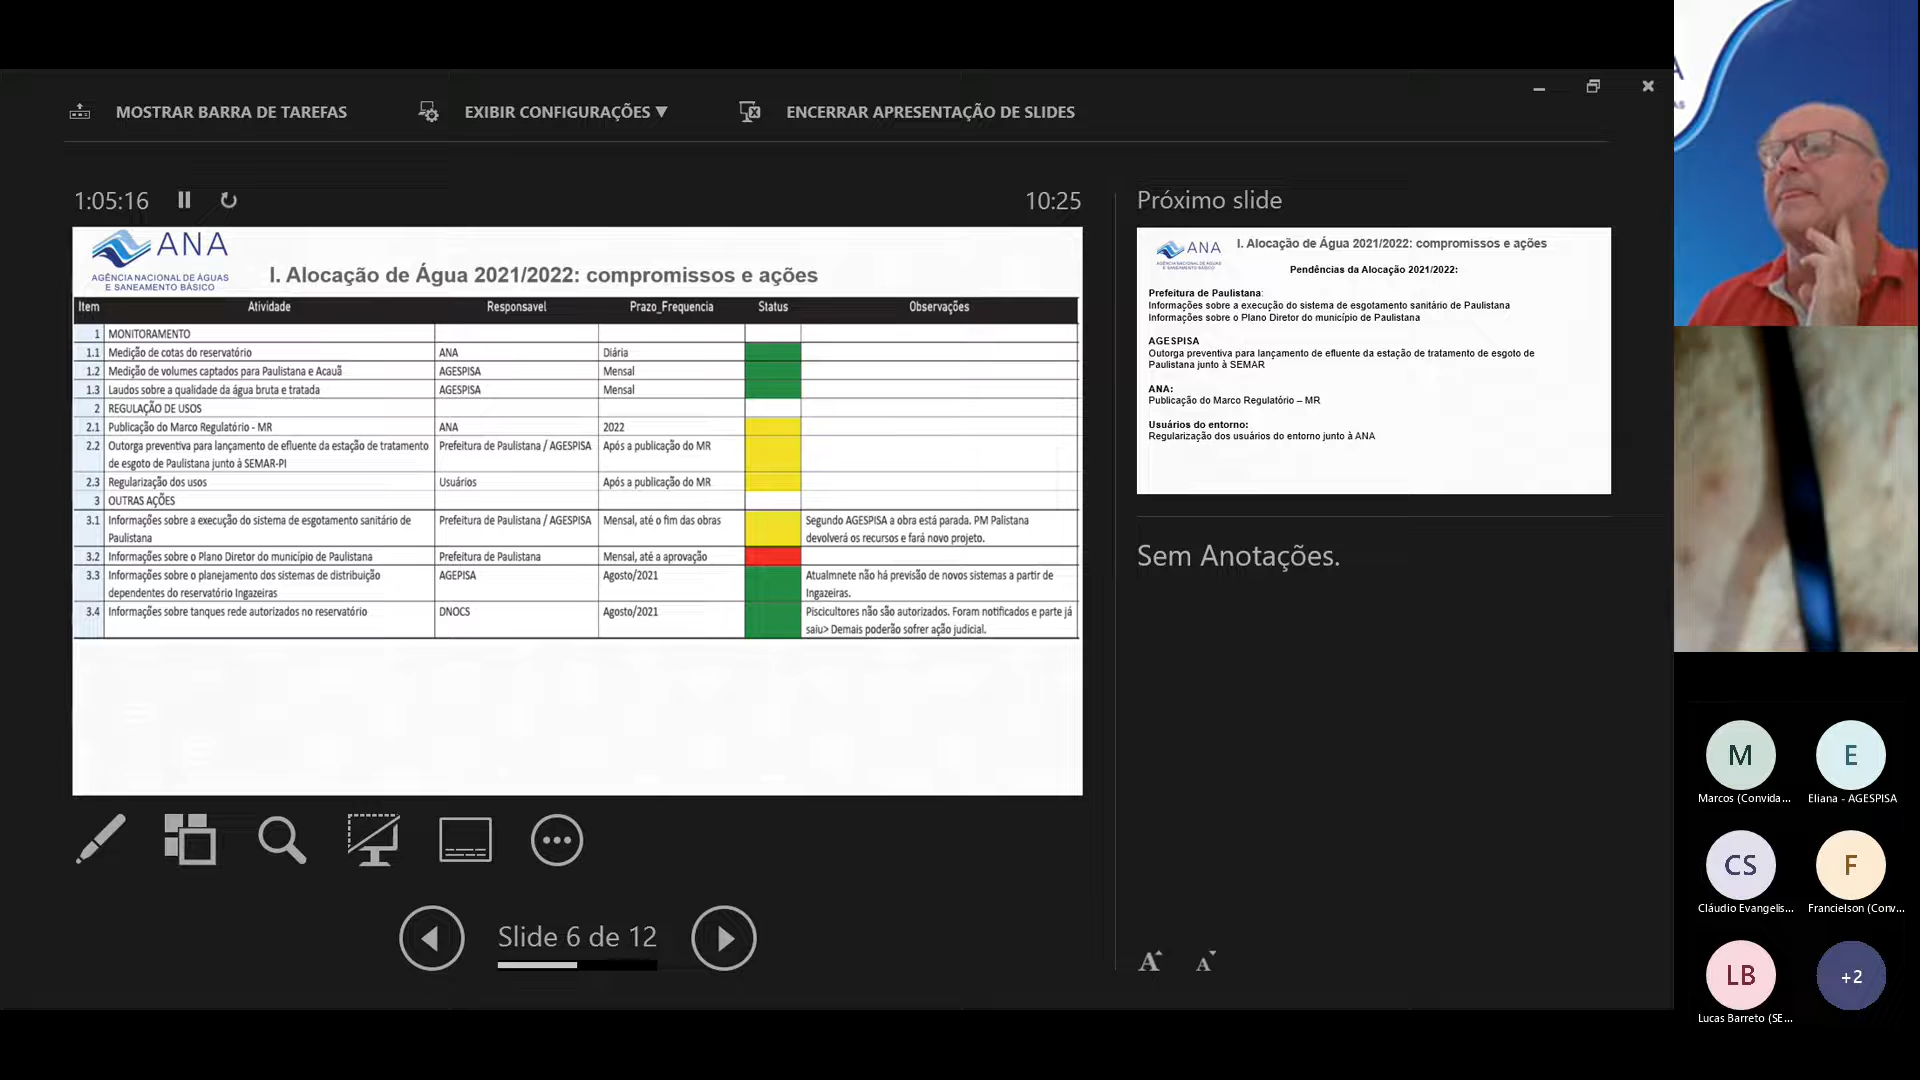 MOSTRAR BARRA DE TAREFAS
EXIBIR CONFIGURAÇÕES ▼
ENCERRAR APRESENTAÇÃO DE SLIDES
1:05:16
10:25
ANA
AGÊNCIA NACIONAL DE ÁGUAS
E SANEAMENTO BÁSICO
I. Alocação de Água 2021/2022: compromissos e ações
Item Atividade Responsavel Prazo_Frequencia Status Observações
1 MONITORAMENTO
1.1 Medição de cotas do reservatório ANA Diária
1.2 Medição de volumes captados para Paulistana e Acauã AGESPISA Mensal
1.3 Laudos sobre a qualidade da água bruta e tratada AGESPISA Mensal
2 REGULAÇÃO DE USOS
2.1 Publicação do Marco Regulatório - MR ANA 2022
2.2 Outorga preventiva para lançamento de efluente da estação de tratamento Prefeitura de Paulistana / AGESPISA Após a publicação do MR
de esgoto de Paulistana junto à SEMAR-PI
2.3 Regularização dos usos Usuários Após a publicação do MR
3 OUTRAS AÇÕES
3.1 Informações sobre a execução do sistema de esgotamento sanitário de Prefeitura de Paulistana / AGESPISA Mensal, até o fim das obras Segundo AGESPISA a obra está parada. PM Palistana
Paulistana devolverá os recursos e fará novo projeto.
3.2 Informações sobre o Plano Diretor do município de Paulistana Prefeitura de Paulistana Mensal, até a aprovação
3.3 Informações sobre o planejamento dos sistemas de distribuição AGEPISA Agosto/2021 Atualmnete não há previsão de novos sistemas a partir de
dependentes do reservatório Ingazeiras Ingazeiras.
3.4 Informações sobre tanques rede autorizados no reservatório DNOCS Agosto/2021 Piscicultores não são autorizados. Foram notificados e parte já
saiu> Demais poderão sofrer ação judicial.
Slide 6 de 12
Próximo slide
ANA
I. Alocação de Água 2021/2022: compromissos e ações
Pendências da Alocação 2021/2022:
Prefeitura de Paulistana:
Informações sobre a execução do sistema de esgotamento sanitário de Paulistana
Informações sobre o Plano Diretor do município de Paulistana
AGESPISA
Outorga preventiva para lançamento de efluente da estação de tratamento de esgoto de
Paulistana junto à SEMAR
ANA:
Publicação do Marco Regulatório – MR
Usuários do entorno:
Regularização dos usuários do entorno junto à ANA
Sem Anotações.
A A
M E
Marcos (Convida... Eliana - AGESPISA
CS F
Cláudio Evangelis... Francielson (Conv...
LB +2
Lucas Barreto (SE...